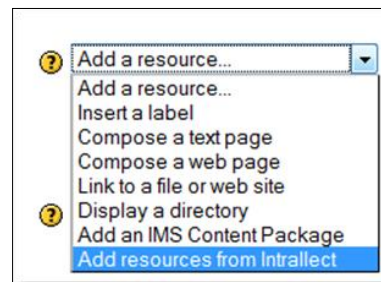 Add a resource...
Add a resource...
Insert a label
Compose a text page
Compose a web page
Link to a file or web site
Display a directory
Add an IMS Content Package
Add resources from Intrallect